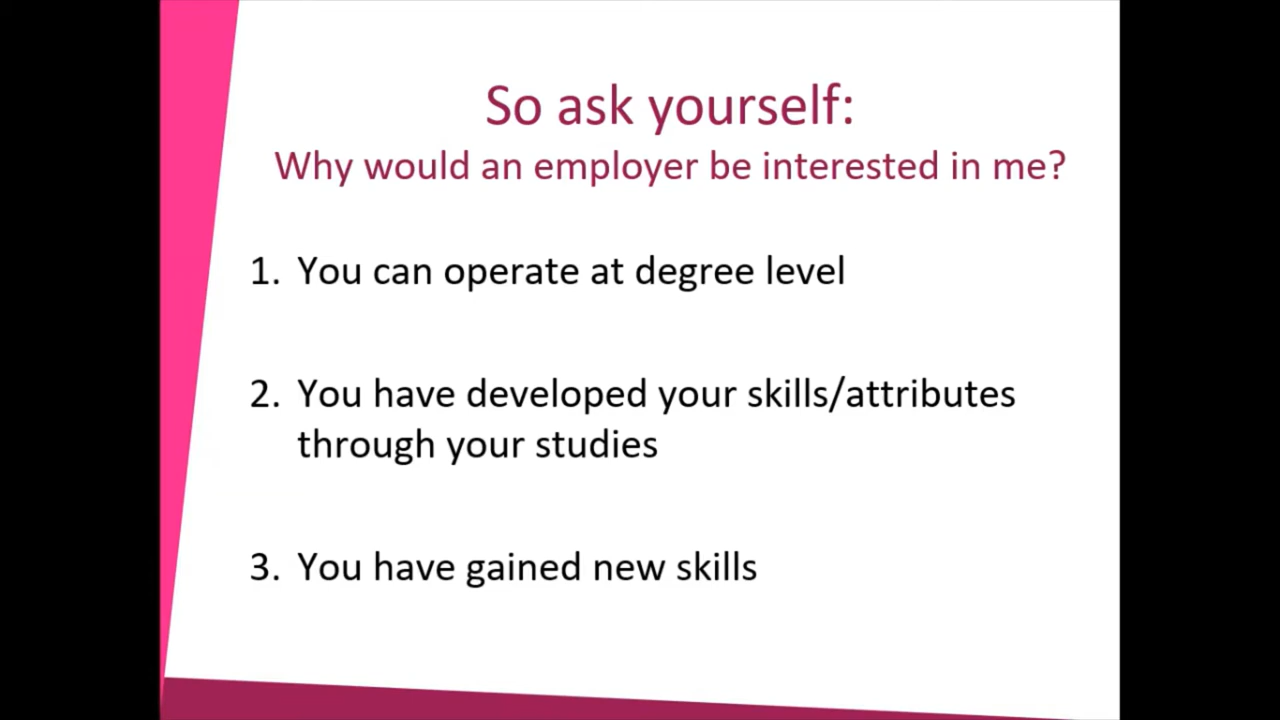 So ask yourself:
Why would an employer be interested in me?
1. You can operate at degree level
2. You have developed your skills/attributes
through your studies
3. You have gained new skills